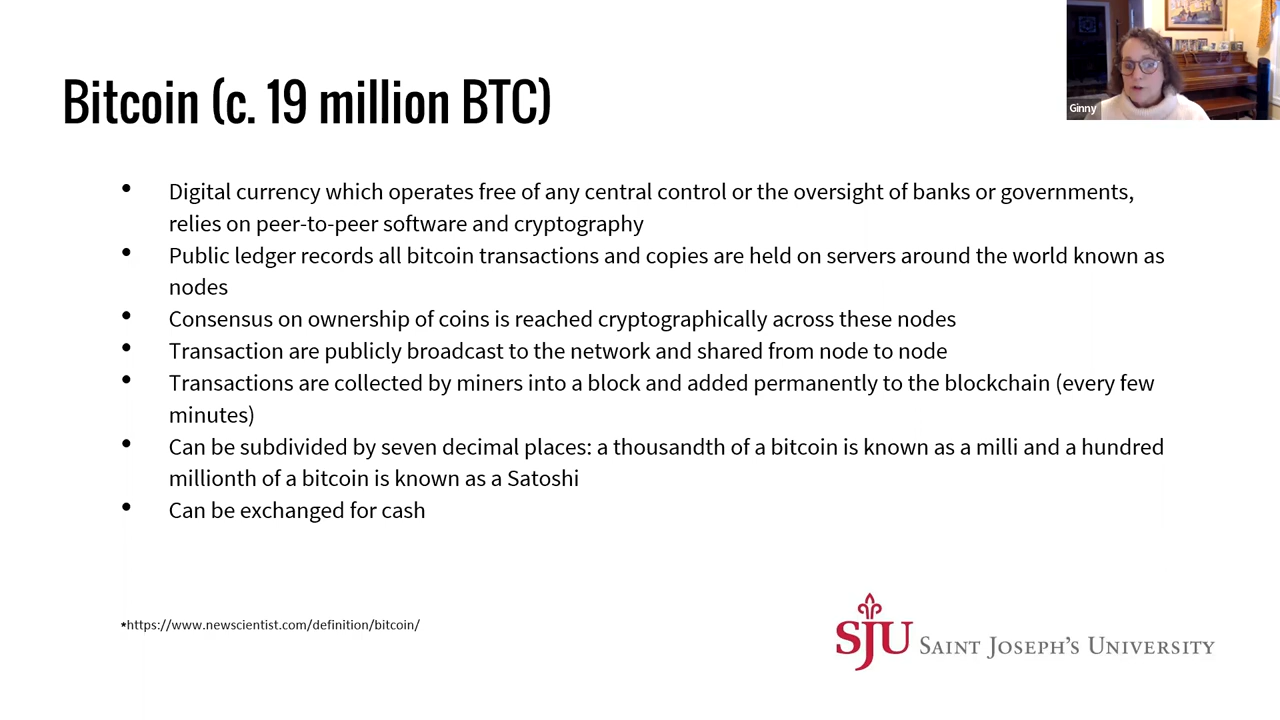 Bitcoin (c. 19 million BTC)
Ginny
• Digital currency which operates free of any central control or the oversight of banks or governments,
relies on peer-to-peer software and cryptography
• Public ledger records all bitcoin transactions and copies are held on servers around the world known as
nodes
• Consensus on ownership of coins is reached cryptographically across these nodes
• Transaction are publicly broadcast to the network and shared from node to node
• Transactions are collected by miners into a block and added permanently to the blockchain (every few
minutes)
• Can be subdivided by seven decimal places: a thousandth of a bitcoin is known as a milli and a hundred
millionth of a bitcoin is known as a Satoshi
• Can be exchanged for cash
*https://www.newscientist.com/definition/bitcoin/
SJU SAINT JOSEPH'S UNIVERSITY